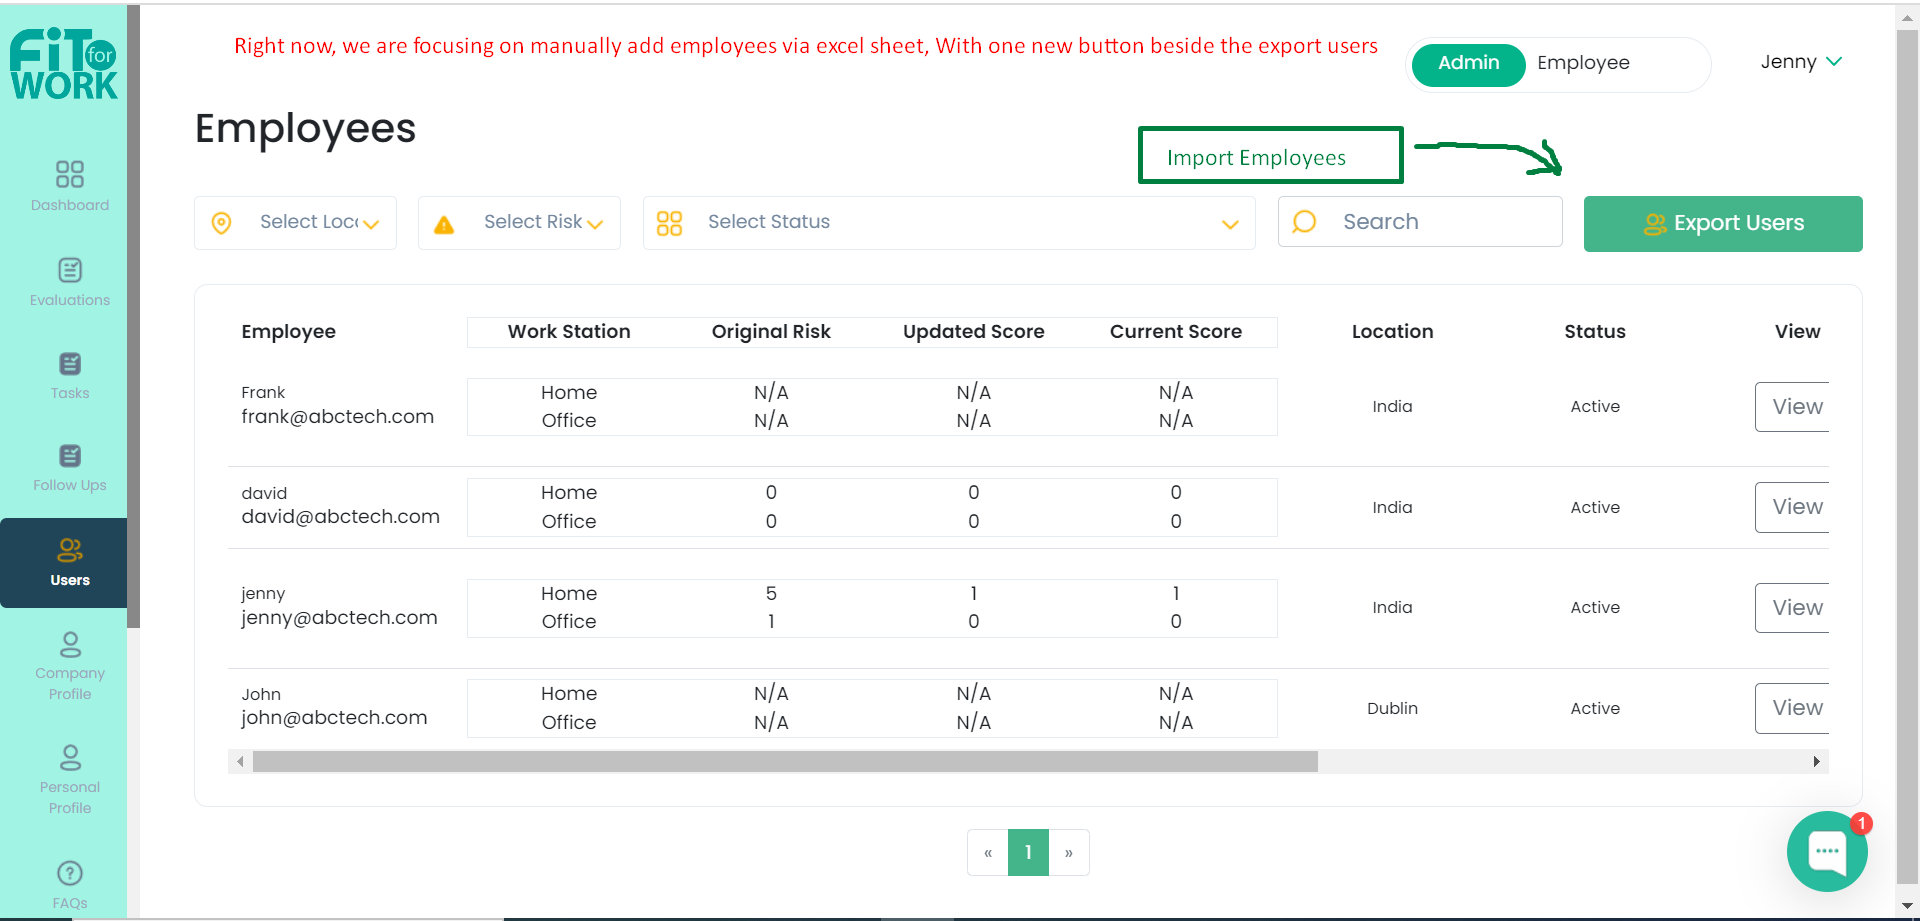 FiT for
WORK
Right now, we are focusing on manually add employees via excel sheet, With one new button beside the export users
Admin Employee
Jenny
Employees
Import Employees
Select Loc
Select Risk
Select Status
Search
Export Users
Dashboard
Evaluations
Tasks
Follow Ups
Users
Company
Profile
Personal
Profile
FAQs
Employee Work Station Original Risk Updated Score Current Score Location Status View
Frank
frank@abctech.com
Home N/A N/A N/A
Office N/A N/A N/A
India Active View
david
david@abctech.com
Home 0 0 0
Office 0 0 0
India Active View
jenny
jenny@abctech.com
Home 5 1 1
Office 1 0 0
India Active View
John
john@abctech.com
Home N/A N/A N/A
Office N/A N/A N/A
Dublin Active View
« 1 »
1